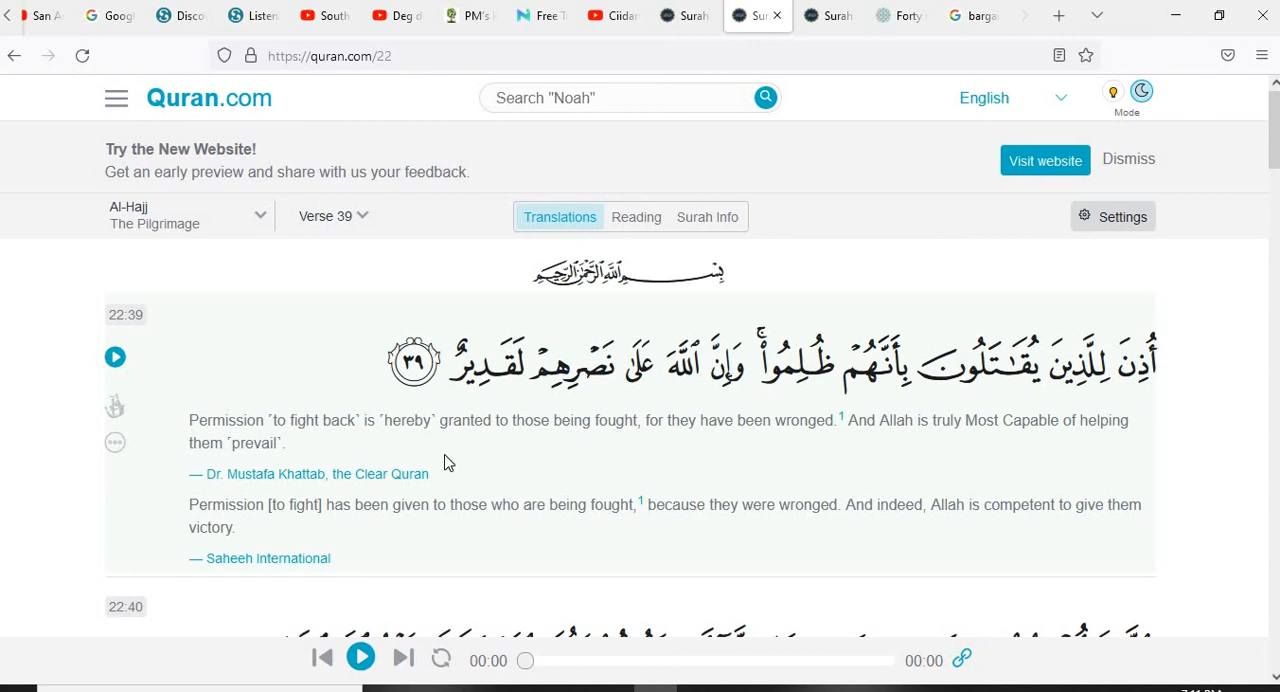 San A
Googl
Disco
Listen
South
Deg d
PM's
Free T
Ciidar
Surah
Sur
Surah
Forty
barga
https://quran.com/22
Quran.com
Search "Noah"
English
Mode
Try the New Website!
Get an early preview and share with us your feedback.
Visit website
Dismiss
Al-Hajj
The Pilgrimage
Verse 39
Translations
Reading
Surah Info
Settings
بِسْمِ اللَّهِ الرَّحْمَٰنِ الرَّحِيمِ
22:39
أُذِنَ لِلَّذِينَ يُقَـٰتَلُونَ بِأَنَّهُمْ ظُلِمُوا۟ ۚ وَإِنَّ ٱللَّهَ عَلَىٰ نَصْرِهِمْ لَقَدِيرٌ ٣٩
Permission ˹to fight back˺ is ˹hereby˺ granted to those being fought, for they have been wronged.1 And Allah is truly Most Capable of helping
them ˹prevail˺.
— Dr. Mustafa Khattab, the Clear Quran
Permission [to fight] has been given to those who are being fought,1 because they were wronged. And indeed, Allah is competent to give them
victory.
— Saheeh International
22:40
00:00
00:00